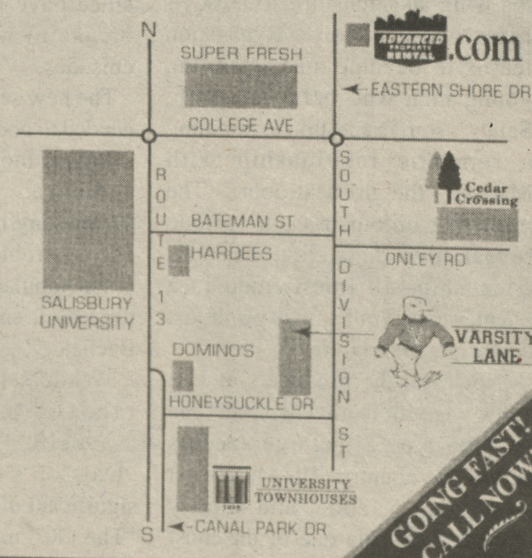 N
ADVANCED
PROPERTY
RENTAL
.com
SUPER FRESH
EASTERN SHORE DR
COLLEGE AVE
ROUTE 13
SOUTH DIVISION ST
Cedar
Crossing
BATEMAN ST
HARDEES
ONLEY RD
SALISBURY
UNIVERSITY
VARSITY
LANE
DOMINO'S
HONEYSUCKLE DR
UNIVERSITY
TOWNHOUSES
S
CANAL PARK DR
GOING FAST!
CALL NOW!